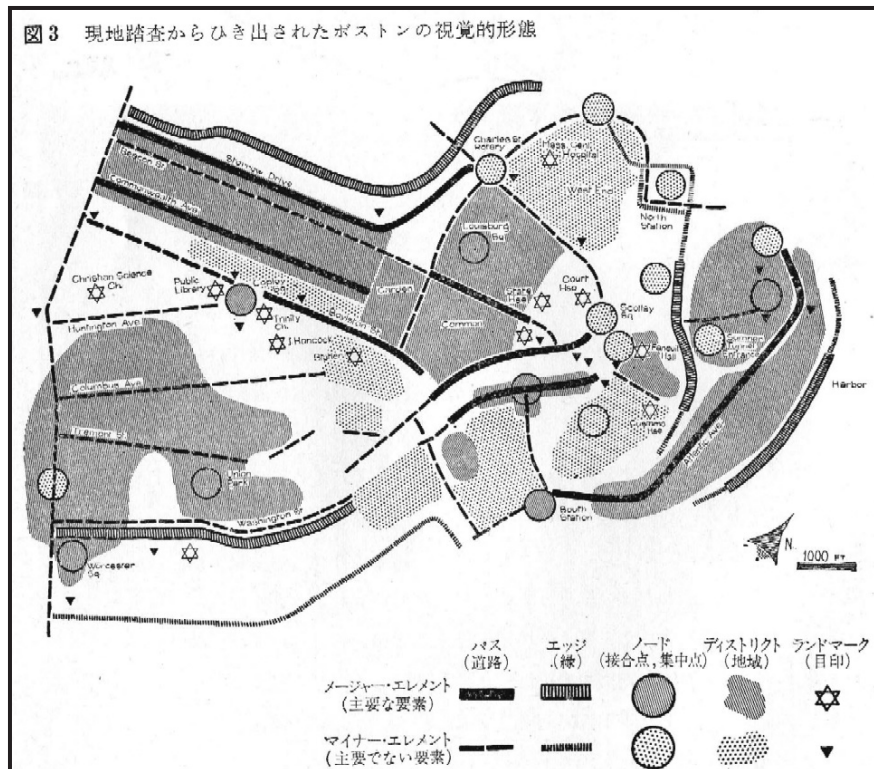 図3 現地踏査からひき出されたボストンの視覚的形態
Charles St.
Rotary
Mass. Gen'l
Hospital
Storrow Drive
Beacon St.
West End
North
Station
Commonwealth Ave.
Louisburg
Sq.
Christian Science
Ch.
Public
Library
Garden
State
Court
Hse
Scollay
Sq.
Trinity
Ch.
Boylston St.
Common
J. Hancock
Faneuil
Hall
Sumner
Tunnel
Entrance
Huntington Ave.
Harbor
Columbus Ave.
Customs
Hse
Atlantic Ave.
Tremont St.
Union
Park
South
Station
Washington St.
Worcester
Sq.
N.
1000 FT
パス
(道路)
エッジ
(縁)
ノード
(接合点,集中点)
ディストリクト
(地域)
ランドマーク
(目印)
メージャー・エレメント
(主要な要素)
マイナー・エレメント
(主要でない要素)